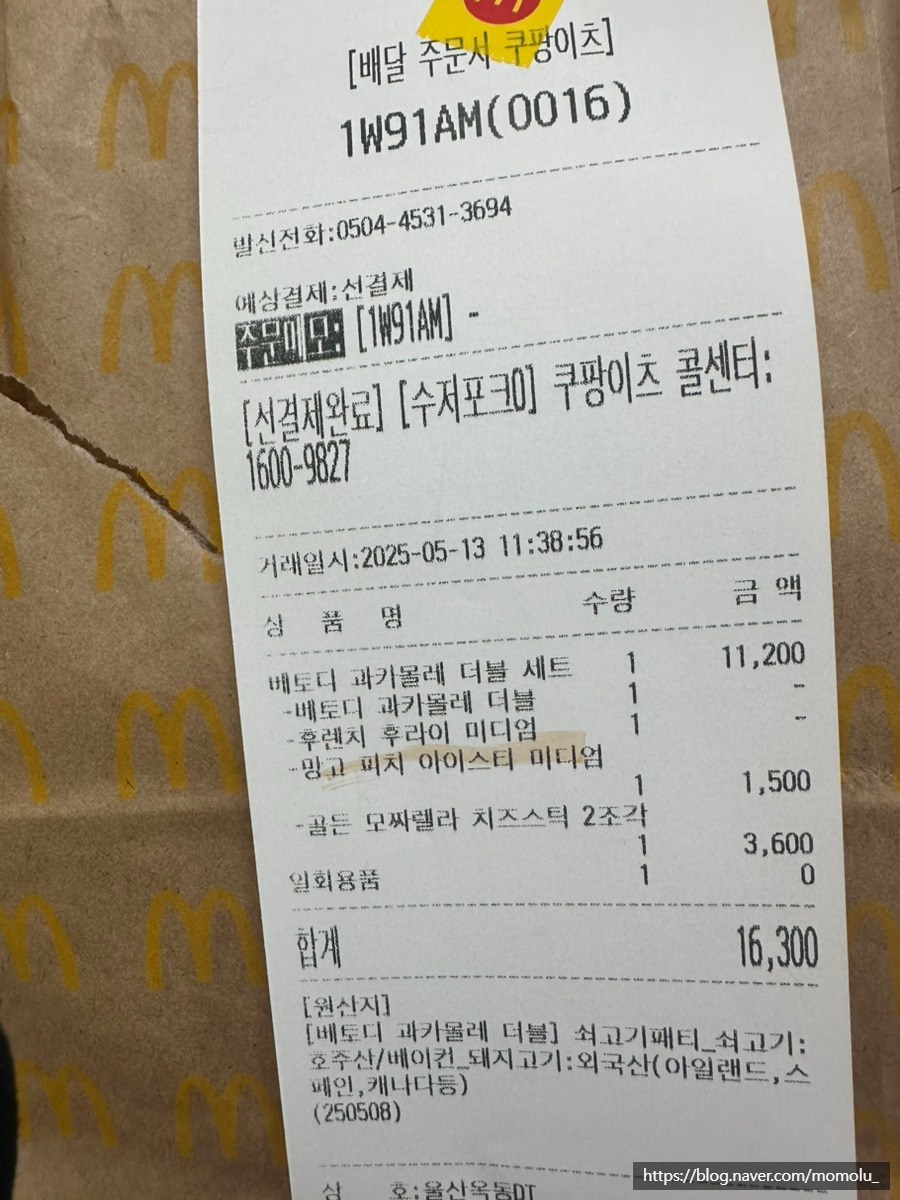 [배달 주문서 쿠팡이츠]
1W91AM(0016)
발신전화:0504-4531-3694
예상결제:선결제
주문메모: [1W91AM] -
[선결제완료] [수저포크O] 쿠팡이츠 콜센터:
1600-9827
거래일시:2025-05-13 11:38:56
상 품 명 수량 금 액
베토디 과카몰레 더블 세트 1 11,200
-베토디 과카몰레 더블 1 -
-후렌치 후라이 미디엄 1 -
-망고 피치 아이스티 미디엄
1 1,500
-골든 모짜렐라 치즈스틱 2조각
1 3,600
일회용품 1 0
합계 16,300
[원산지]
[베토디 과카몰레 더블] 쇠고기패티_쇠고기:
호주산/베이컨_돼지고기:외국산(아일랜드,스
페인,캐나다등)
(250508)
상 호:울산옥동DT
https://blog.naver.com/momolu_